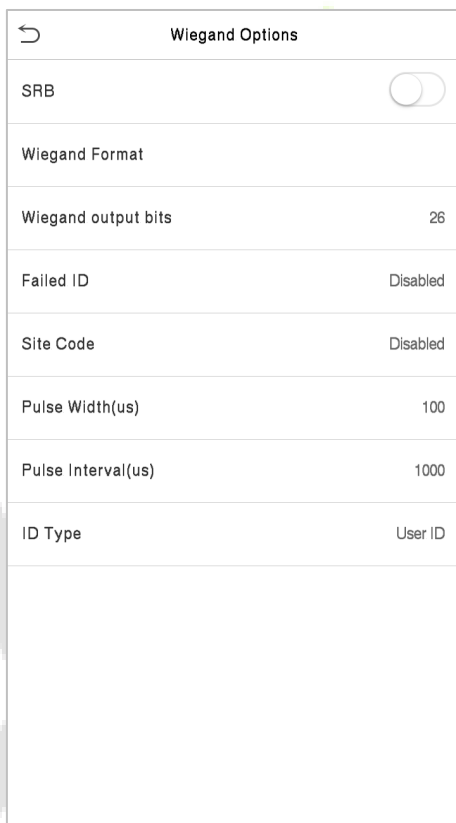 Wiegand Options
SRB
Wiegand Format
Wiegand output bits 26
Failed ID Disabled
Site Code Disabled
Pulse Width(us) 100
Pulse Interval(us) 1000
ID Type User ID